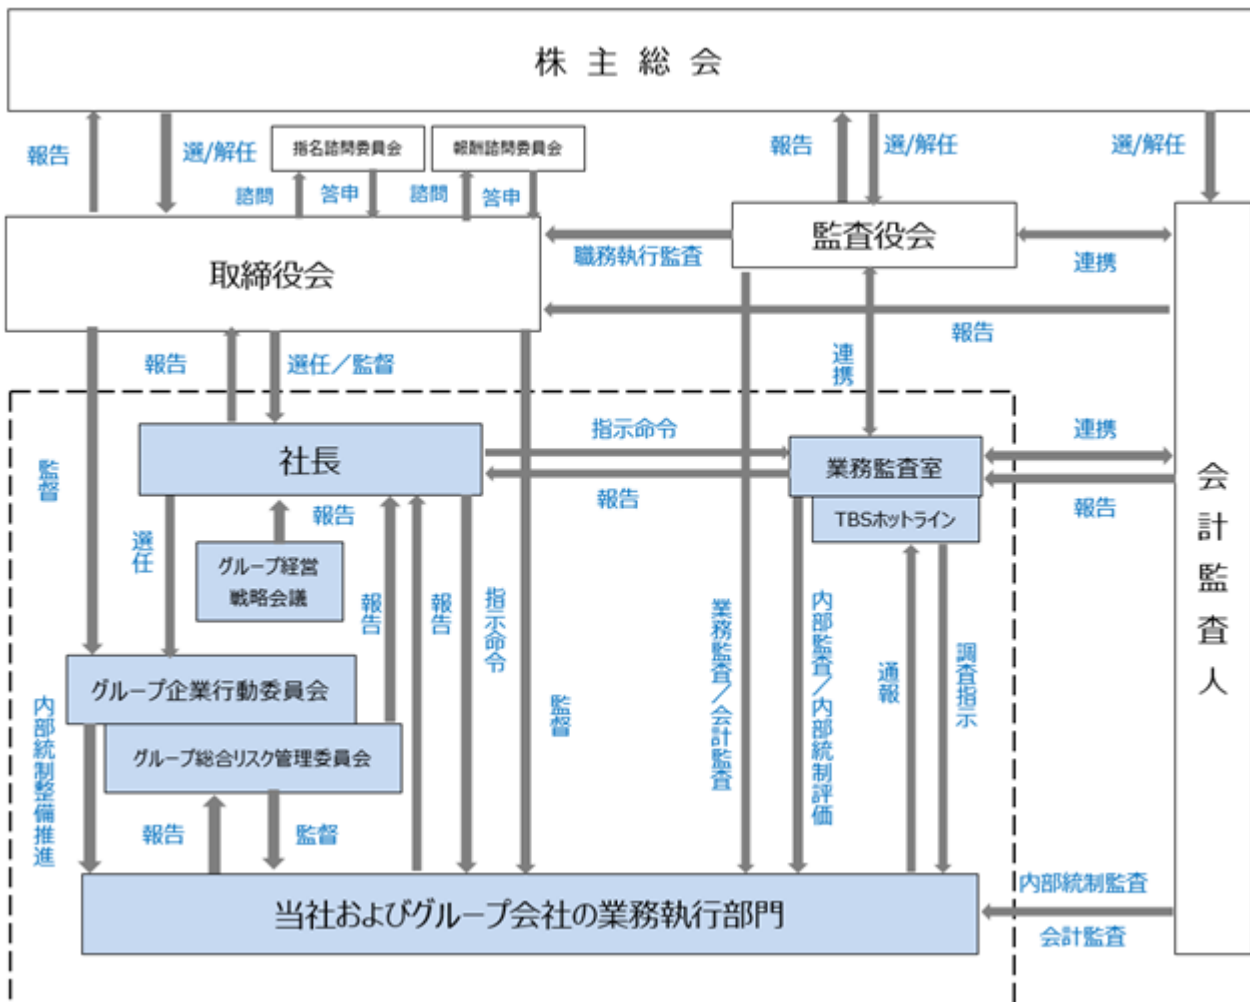 株主総会
報告
選/解任
指名諮問委員会
報酬諮問委員会
報告
選/解任
選/解任
諮問
答申
諮問
答申
取締役会
監査役会
職務執行監査
連携
報告
報告
選任／監督
連携
監督
社長
指示命令
報告
業務監査室
TBSホットライン
連携
報告
会計監査人
選任
報告
グループ経営
戦略会議
報告
報告
指示命令
監督
業務監査／会計監査
内部監査／内部統制評価
通報
調査指示
グループ企業行動委員会
グループ総合リスク管理委員会
内部統制整備推進
報告
監督
当社およびグループ会社の業務執行部門
内部統制監査
会計監査